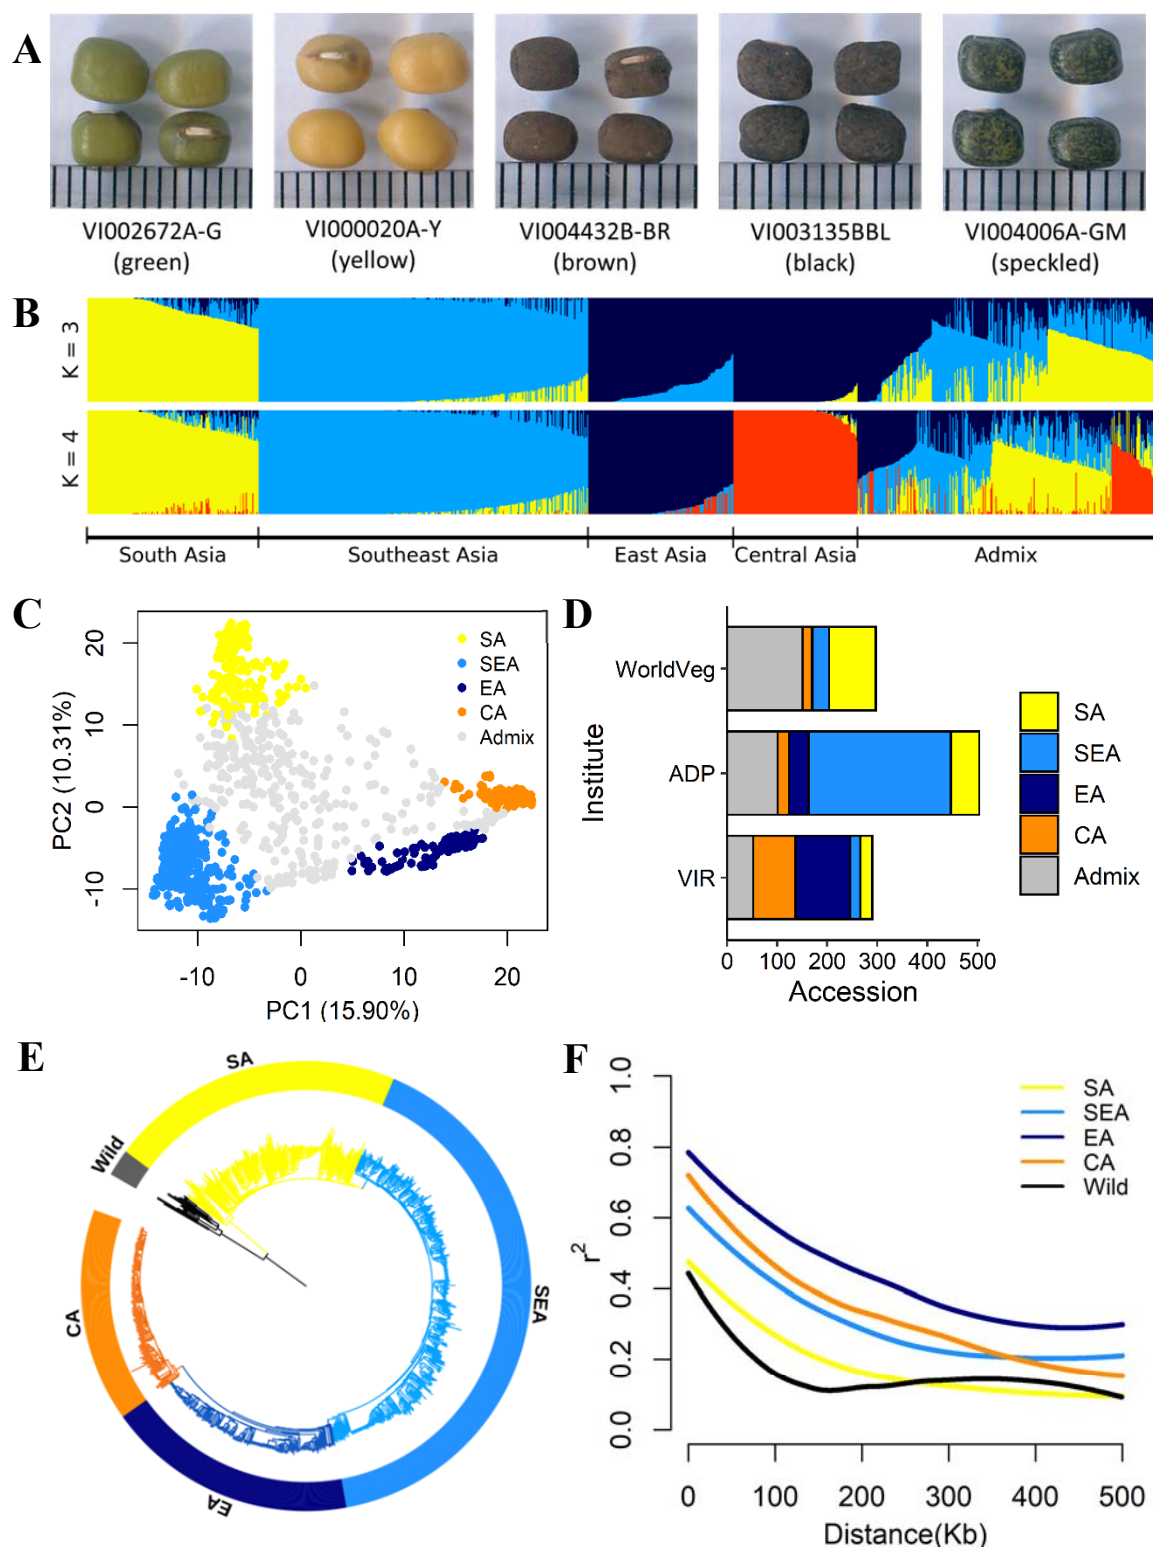 A
VI002672A-G
(green)
VI000020A-Y
(yellow)
VI004432B-BR
(brown)
VI003135BBL
(black)
VI004006A-GM
(speckled)
B
K = 3
K = 4
South Asia
Southeast Asia
East Asia
Central Asia
Admix
C
PC2 (10.31%)
20
10
0
-10
SA
SEA
EA
CA
Admix
-10
0
10
20
PC1 (15.90%)
D
Institute
WorldVeg
ADP
VIR
0
100
200
300
400
500
Accession
SA
SEA
EA
CA
Admix
E
SA
Wild
SEA
CA
EA
F
r2
1.0
0.8
0.6
0.4
0.2
0.0
SA
SEA
EA
CA
Wild
0
100
200
300
400
500
Distance(Kb)